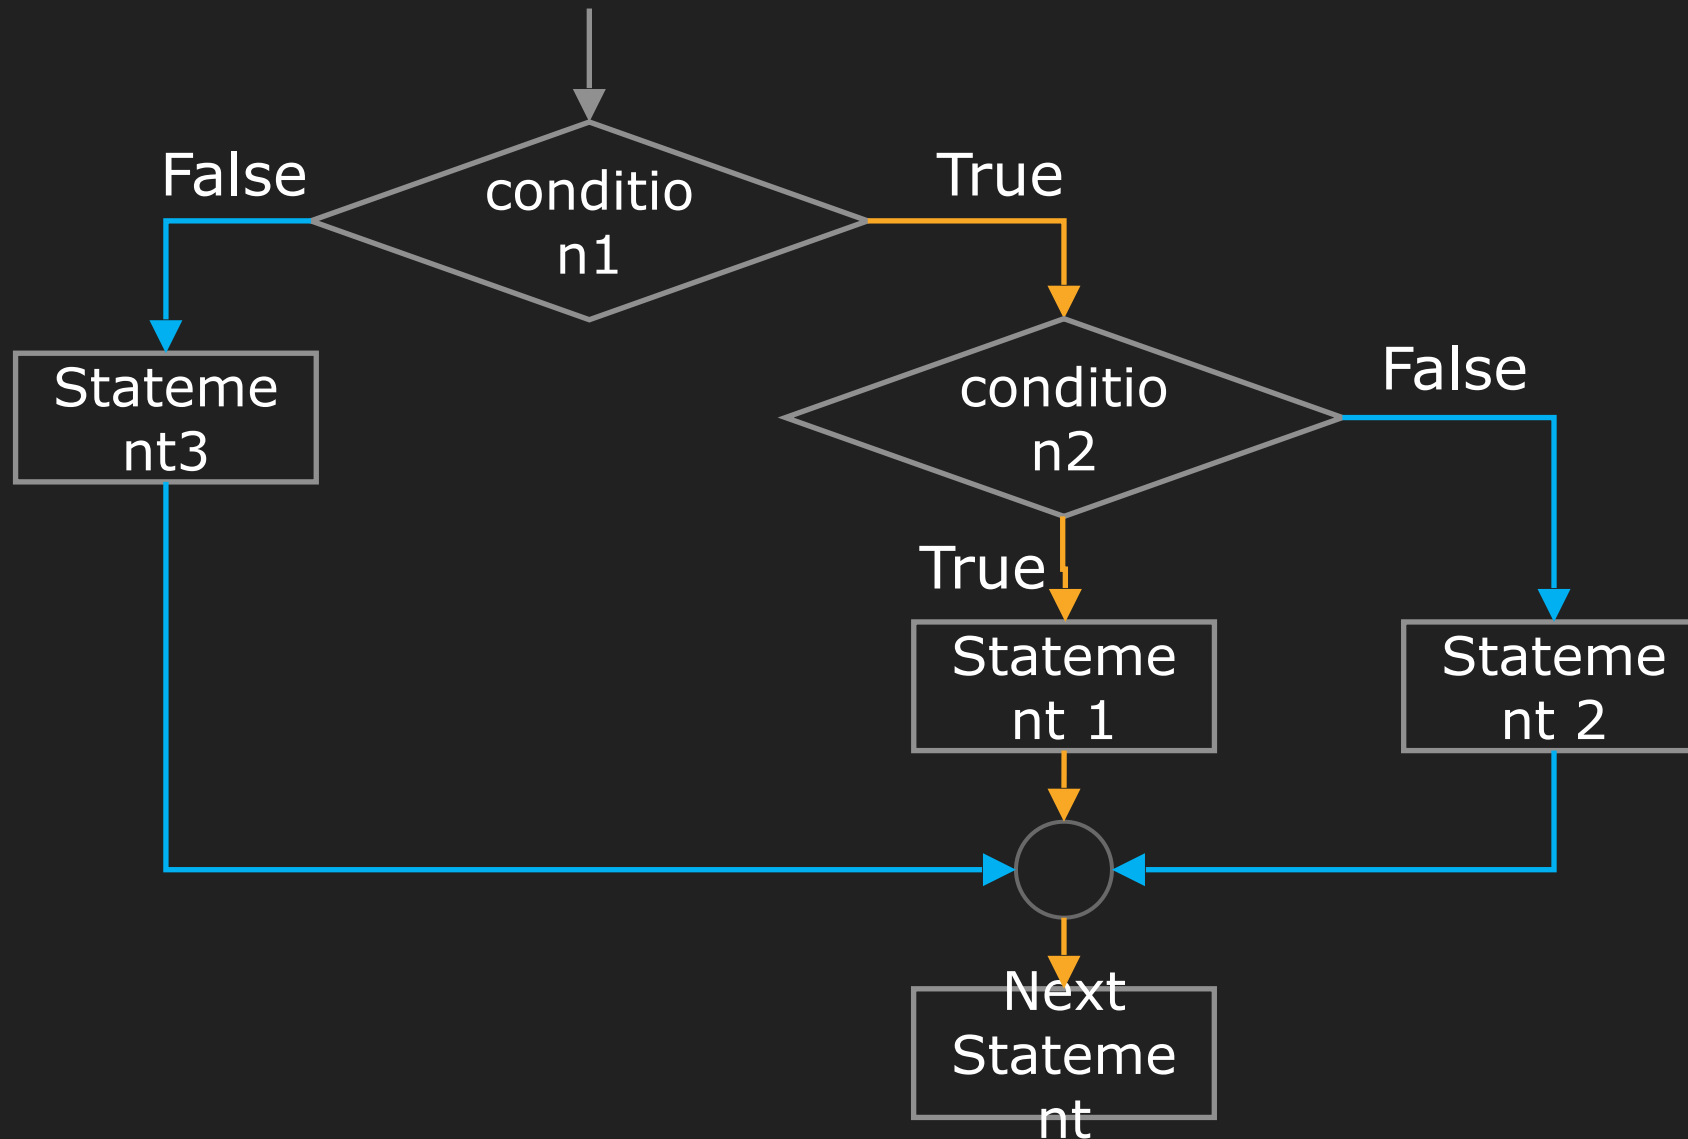 False
conditio
n1
True
Stateme
nt3
conditio
n2
False
True
Stateme
nt 1
Stateme
nt 2
Next
Stateme
nt